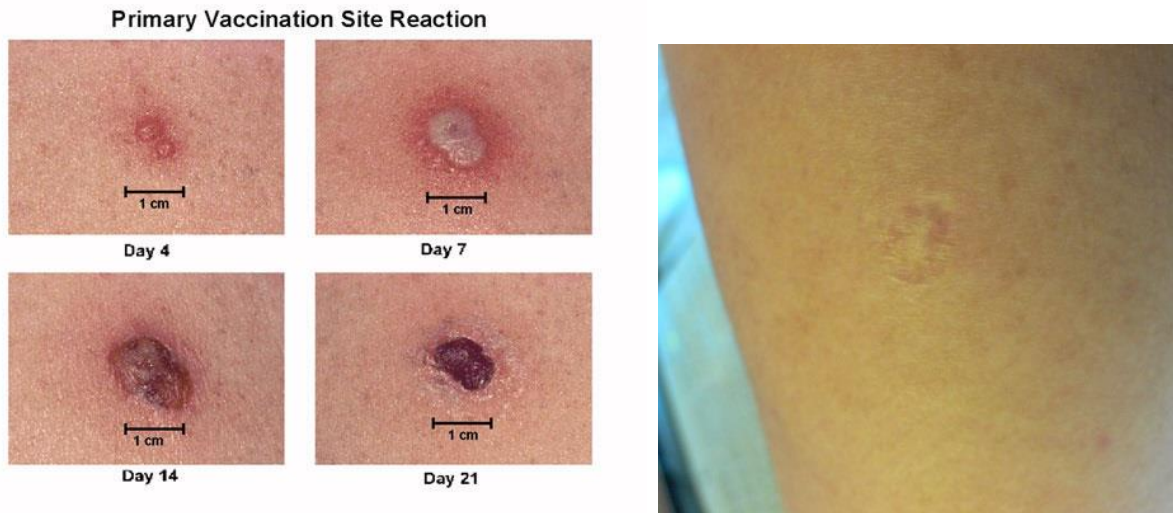 Primary Vaccination Site Reaction
1 cm
1 cm
Day 4
Day 7
1 cm
1 cm
Day 14
Day 21